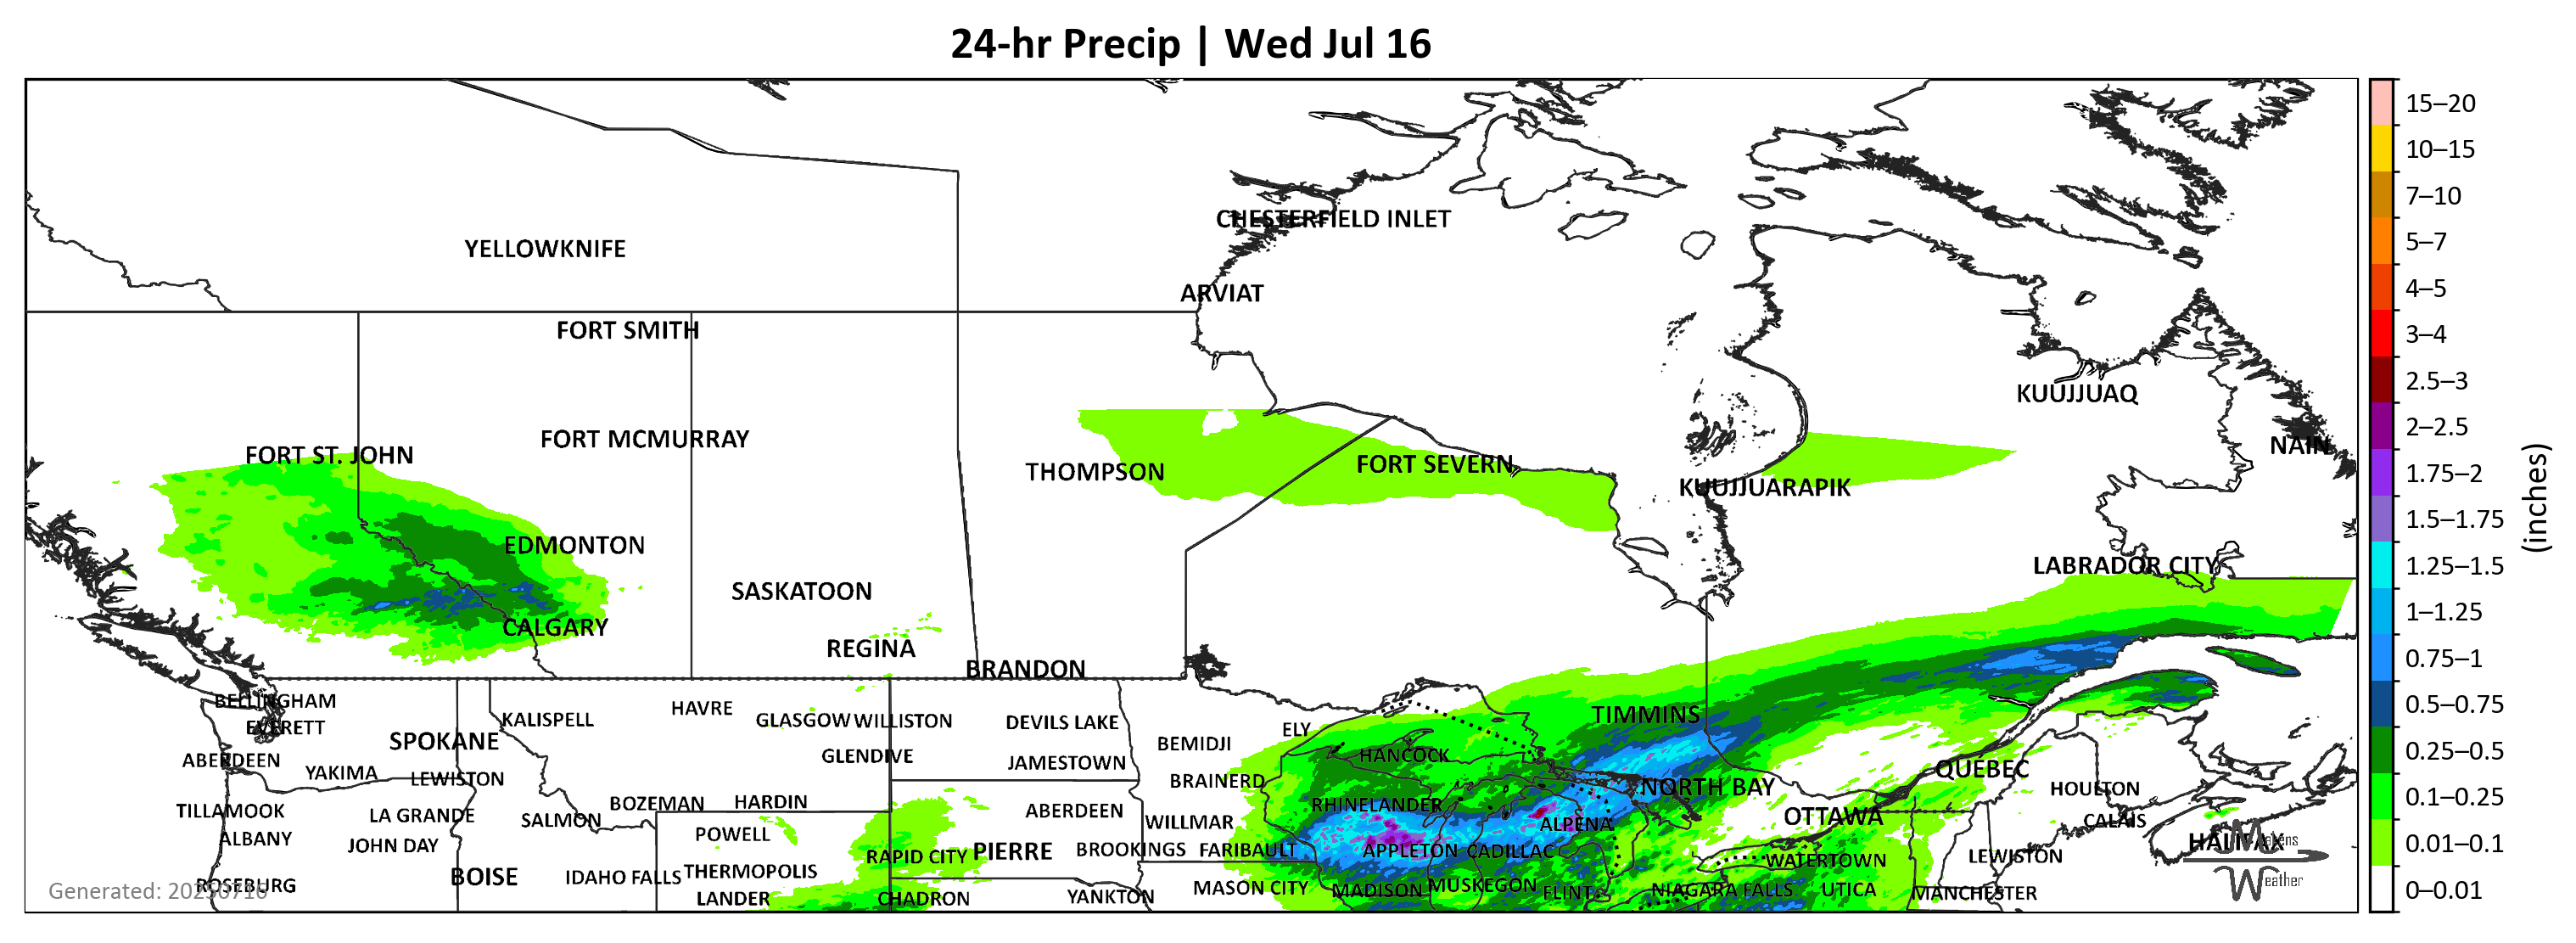 24-hr Precip | Wed Jul 16
15–20
10–15
7–10
5–7
4–5
3–4
2.5–3
2–2.5
1.75–2
1.5–1.75
1.25–1.5
1–1.25
0.75–1
0.5–0.75
0.25–0.5
0.1–0.25
0.01–0.1
0–0.01
(inches)
CHESTERFIELD INLET
YELLOWKNIFE
ARVIAT
FORT SMITH
KUUJJUAQ
FORT MCMURRAY
NAIN
FORT ST. JOHN
FORT SEVERN
THOMPSON
KUUJJUARAPIK
EDMONTON
LABRADOR CITY
SASKATOON
CALGARY
REGINA
BRANDON
BELLINGHAM
HAVRE
TIMMINS
KALISPELL
GLASGOW
WILLISTON
DEVILS LAKE
EVERETT
ELY
SPOKANE
BEMIDJI
GLENDIVE
HANCOCK
ABERDEEN
JAMESTOWN
QUÉBEC
YAKIMA
LEWISTON
BRAINERD
NORTH BAY
HOULTON
BOZEMAN
HARDIN
RHINELANDER
TILLAMOOK
LA GRANDE
SALMON
ABERDEEN
WILLMAR
ALPENA
OTTAWA
CALAIS
ALBANY
JOHN DAY
POWELL
HALIFAX
Makens
Weather
RAPID CITY
PIERRE
BROOKINGS
FARIBAULT
APPLETON
CADILLAC
WATERTOWN
LEWISTON
BOISE
IDAHO FALLS
THERMOPOLIS
ROSEBURG
Generated: 20250716
LANDER
CHADRON
YANKTON
MASON CITY
MADISON
MUSKEGON
FLINT
NIAGARA FALLS
UTICA
MANCHESTER